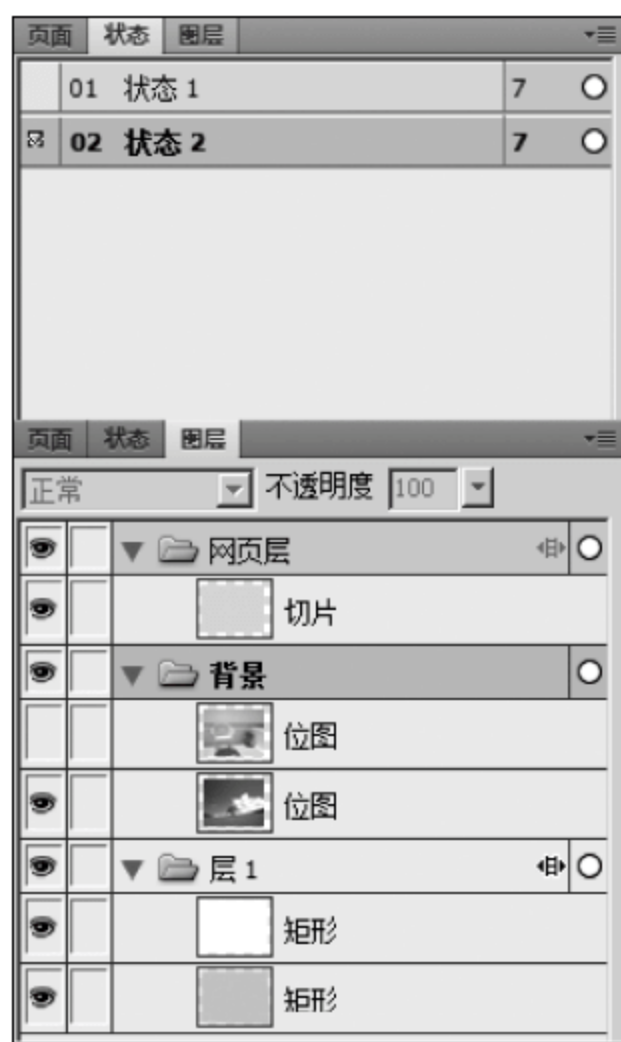 页面 状态 图层
01 状态 1 7
02 状态 2 7
页面 状态 图层
正常 不透明度 100
网页层
切片
背景
位图
位图
层 1
矩形
矩形